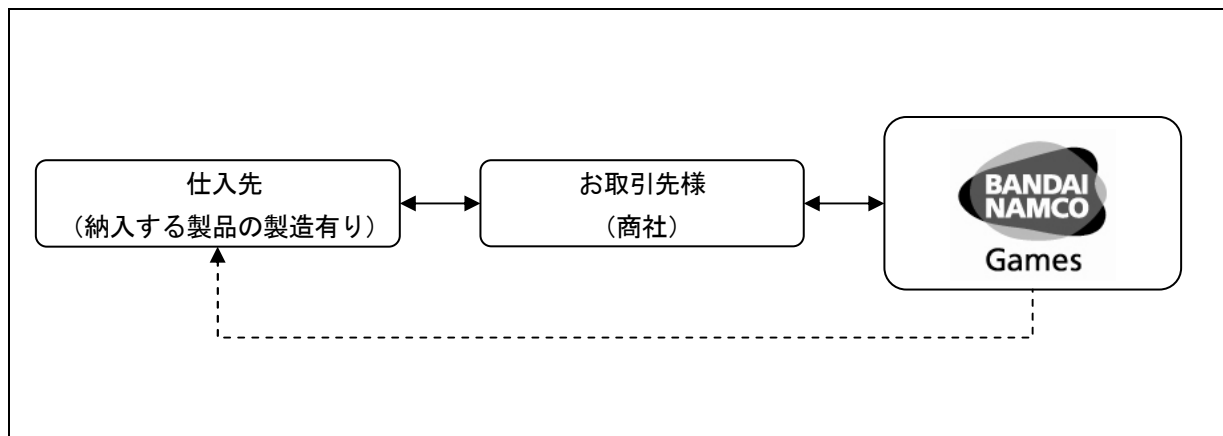 仕入先
（納入する製品の製造有り）
お取引先様
（商社）
BANDAI
NAMCO
Games